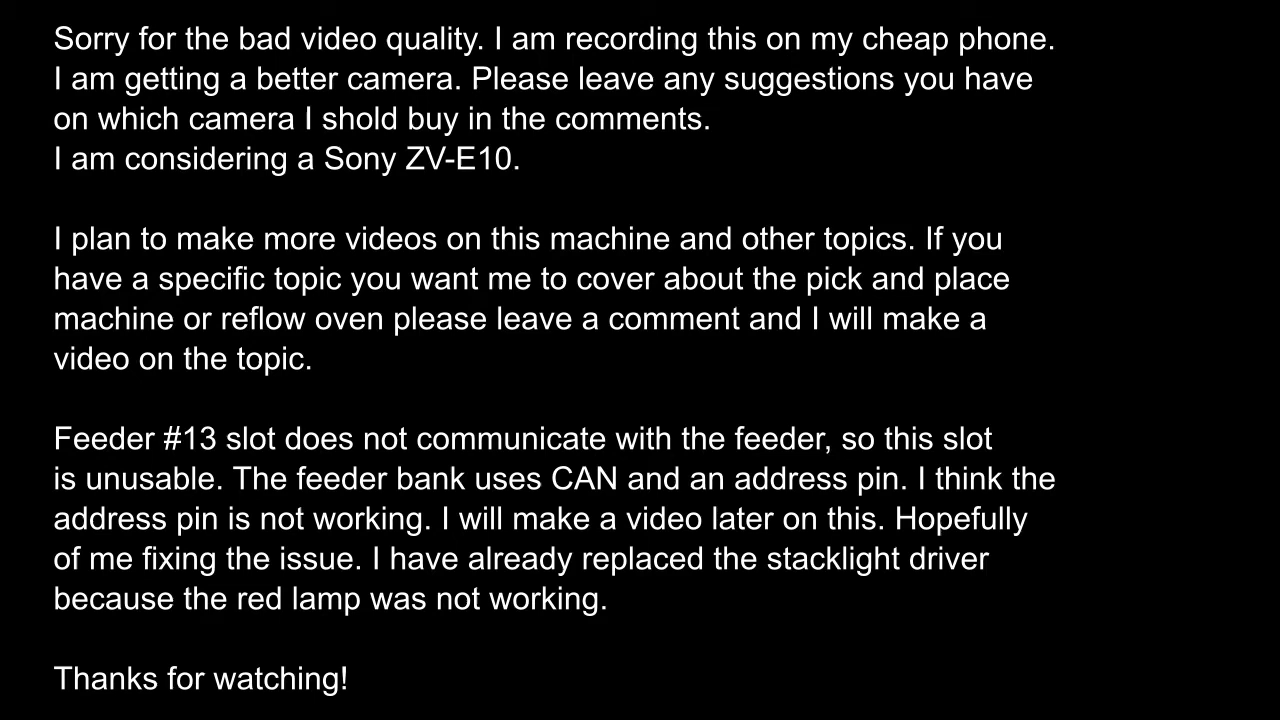 Sorry for the bad video quality. I am recording this on my cheap phone.
I am getting a better camera. Please leave any suggestions you have
on which camera I shold buy in the comments.
I am considering a Sony ZV-E10.
I plan to make more videos on this machine and other topics. If you
have a specific topic you want me to cover about the pick and place
machine or reflow oven please leave a comment and I will make a
video on the topic.
Feeder #13 slot does not communicate with the feeder, so this slot
is unusable. The feeder bank uses CAN and an address pin. I think the
address pin is not working. I will make a video later on this. Hopefully
of me fixing the issue. I have already replaced the stacklight driver
because the red lamp was not working.
Thanks for watching!